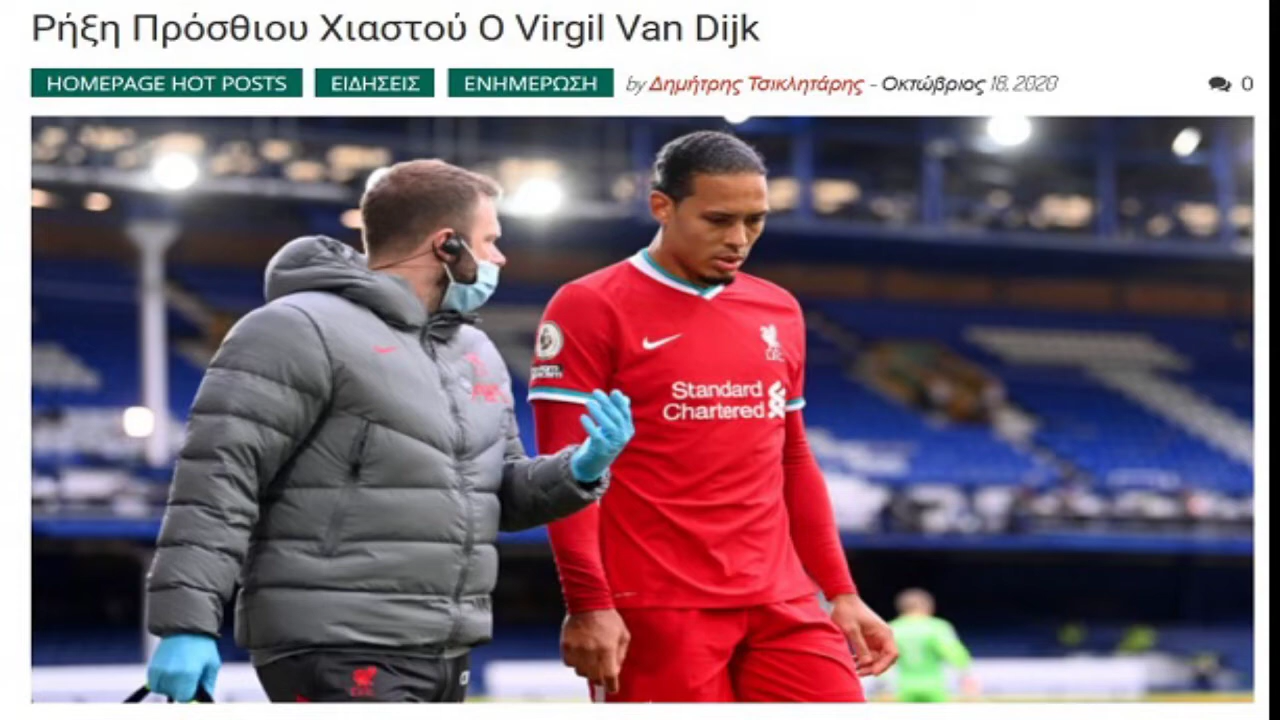 Ρήξη Πρόσθιου Χιαστού Ο Virgil Van Dijk
HOMEPAGE HOT POSTS ΕΙΔΗΣΕΙΣ ΕΝΗΜΕΡΩΣΗ by Δημήτρης Τσικλητάρης - Οκτώβριος 18, 2020 0
Standard
Chartered